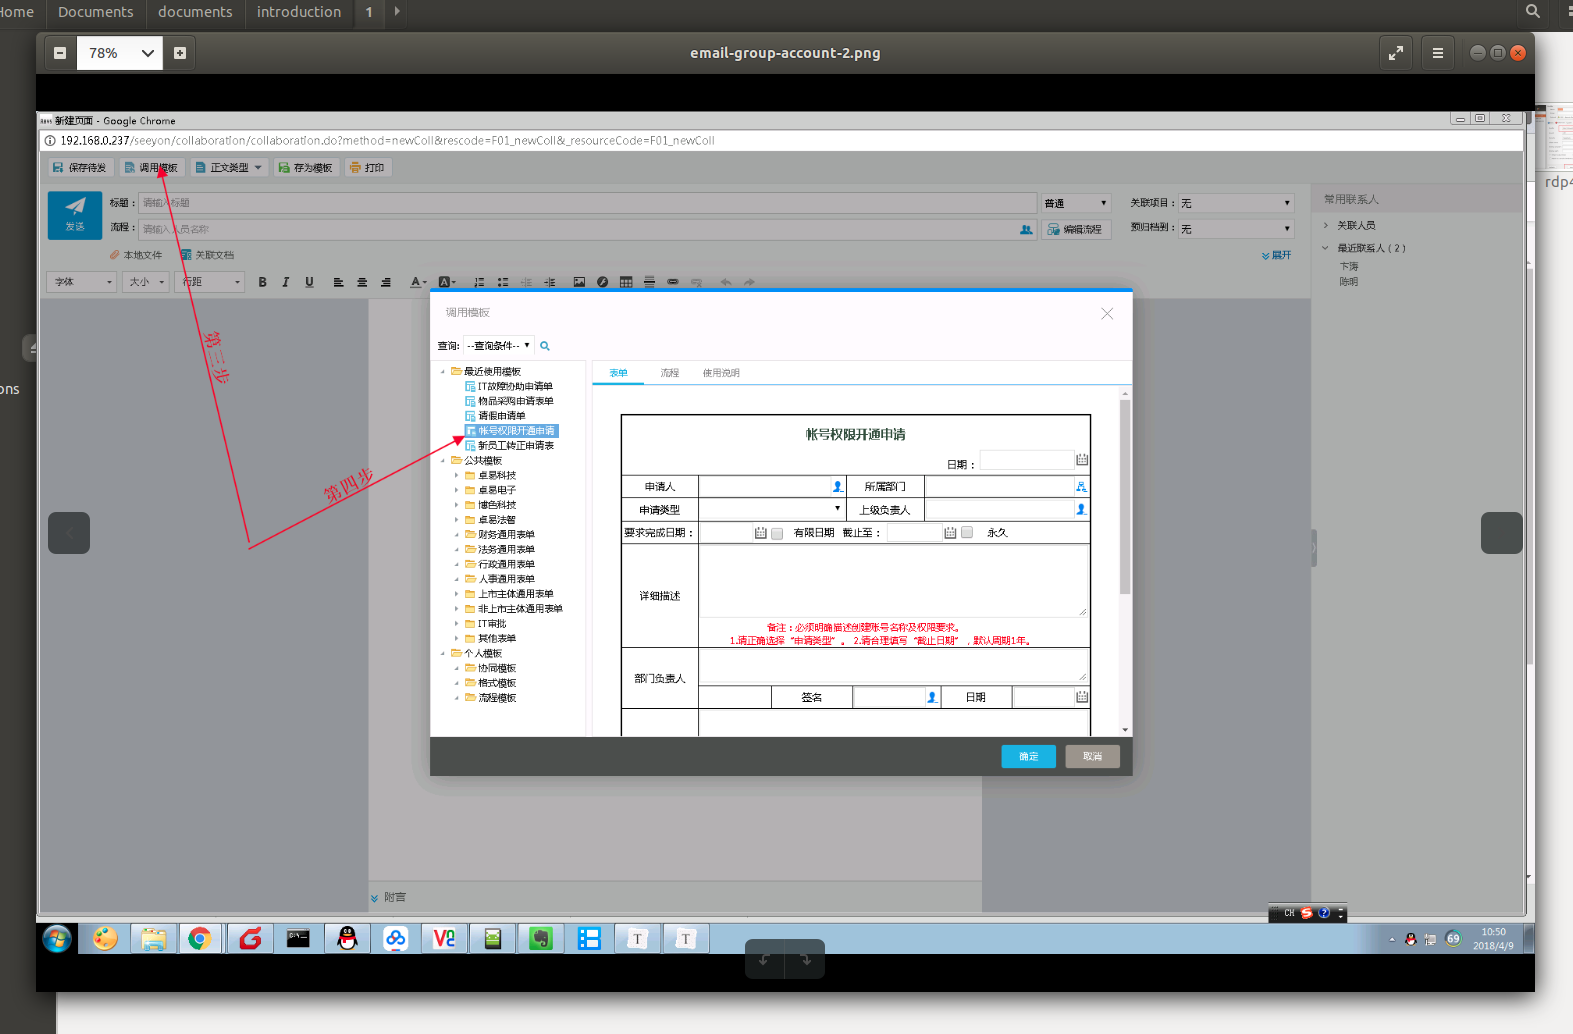 Home Documents documents introduction 1
78% email-group-account-2.png
新建页面 - Google Chrome
192.168.0.237/seeyon/collaboration/collaboration.do?method=newColl&rescode=F01_newColl&_resourceCode=F01_newColl
保存待发 调用模板 正文类型 存为模板 打印
发送
标题： 请输入标题 普通 关联项目： 无
流程： 请输入人员名称 编辑流程 预归档到： 无
本地文件 关联文档 展开
字体 大小 行距 B I U A A
常用联系人
关联人员
最近联系人 ( 2 )
卞涛
陈明
rdp4
ons
第三步
第四步
调用模板
查询: --查询条件--
最近使用模板
IT故障协助申请单
物品采购申请表单
请假申请单
帐号权限开通申请
新员工转正申请表
公共模板
卓易科技
卓易电子
博色科技
卓易法智
财务通用表单
法务通用表单
行政通用表单
人事通用表单
上市主体通用表单
非上市主体通用表单
IT审批
其他表单
个人模板
协同模板
格式模板
流程模板
表单 流程 使用说明
帐号权限开通申请
日期：
申请人 所属部门
申请类型 上级负责人
要求完成日期： 有限日期 截止至： 永久
详细描述
备注：必须明确描述创建账号名称及权限要求。
1.请正确选择“申请类型”。 2.请合理填写“截止日期”，默认周期1年。
部门负责人
签名 日期
确定 取消
附言
CH
T T
69
10:50
2018/4/9